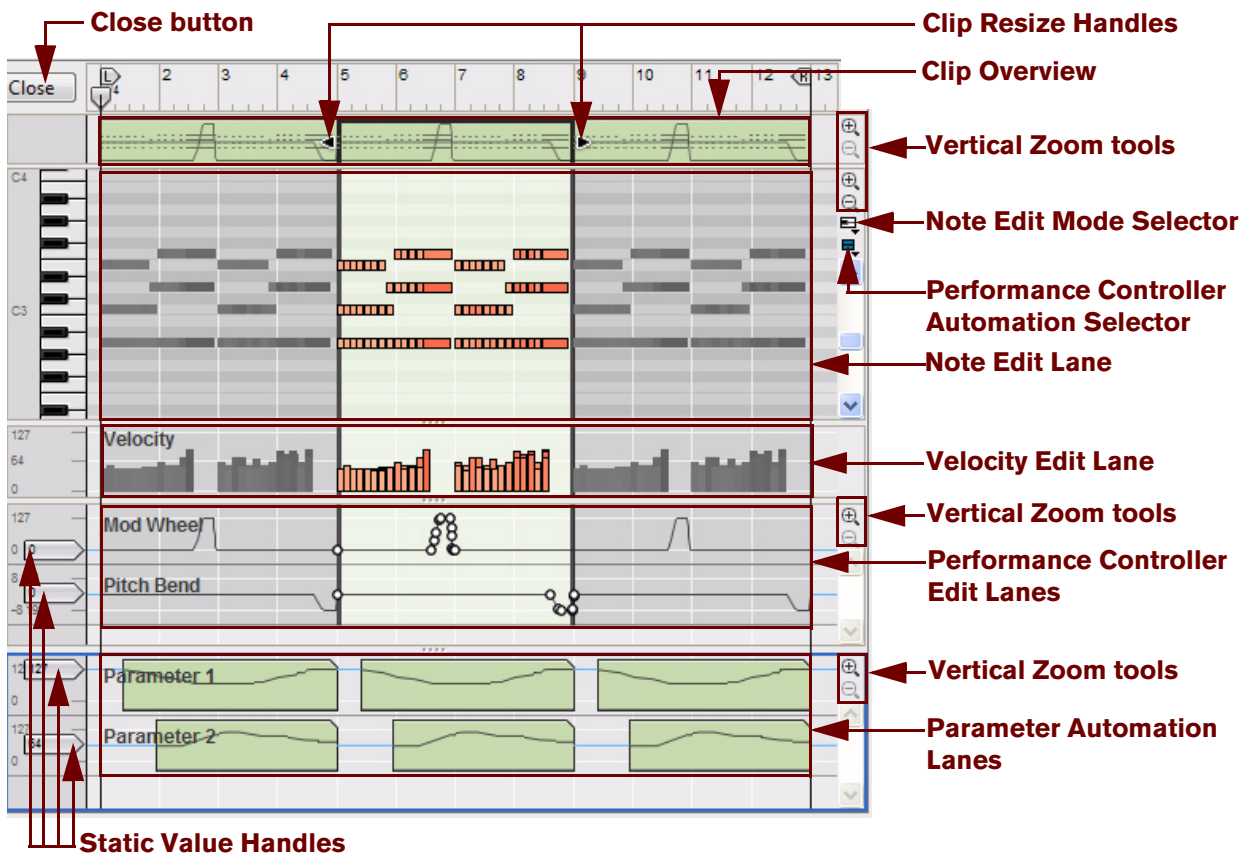 Close button
Clip Resize Handles
Clip Overview
Close
L
4
2
3
4
5
6
7
8
9
10
11
12
R
13
Vertical Zoom tools
C4
Note Edit Mode Selector
Performance Controller
Automation Selector
C3
Note Edit Lane
127
64
0
Velocity
Velocity Edit Lane
127
0
0
Mod Wheel
Vertical Zoom tools
Performance Controller
Edit Lanes
8
0
Pitch Bend
127
0
Parameter 1
Vertical Zoom tools
127
64
0
Parameter 2
Parameter Automation
Lanes
Static Value Handles